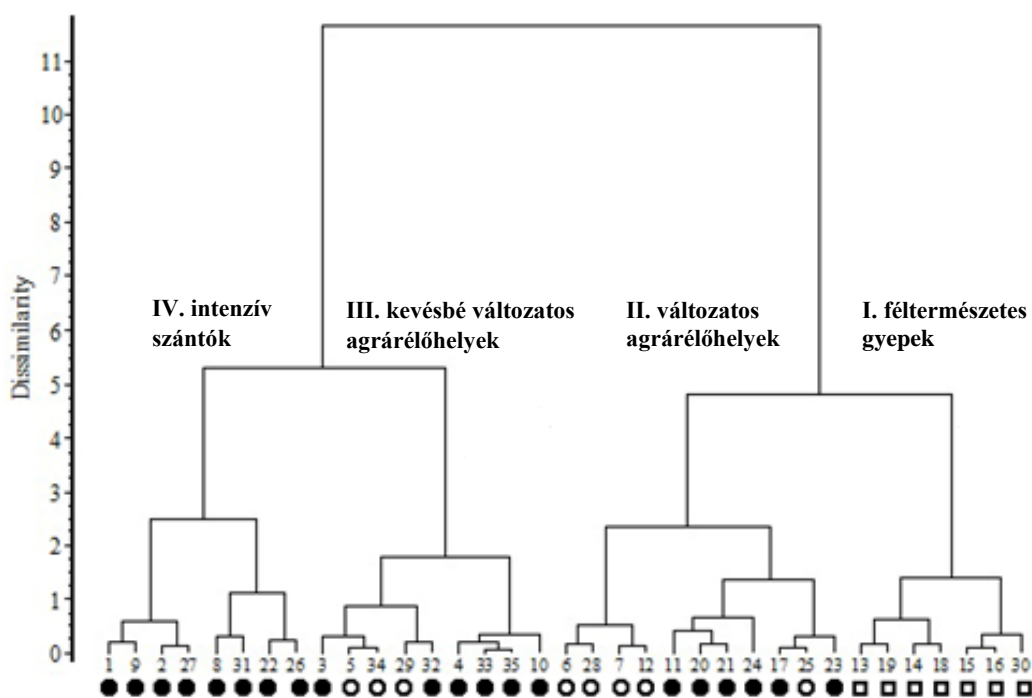 11
10
9
8
7
6
5
4
3
2
1
0
Dissimilarity
IV. intenzív
szántók
III. kevésbé változatos
agrárélőhelyek
II. változatos
agrárélőhelyek
I. féltermészetes
gyepek
1 9 2 27 8 31 22 26 3 5 34 29 32 4 33 35 10 6 28 7 12 11 20 21 24 17 25 23 13 19 14 18 15 16 30